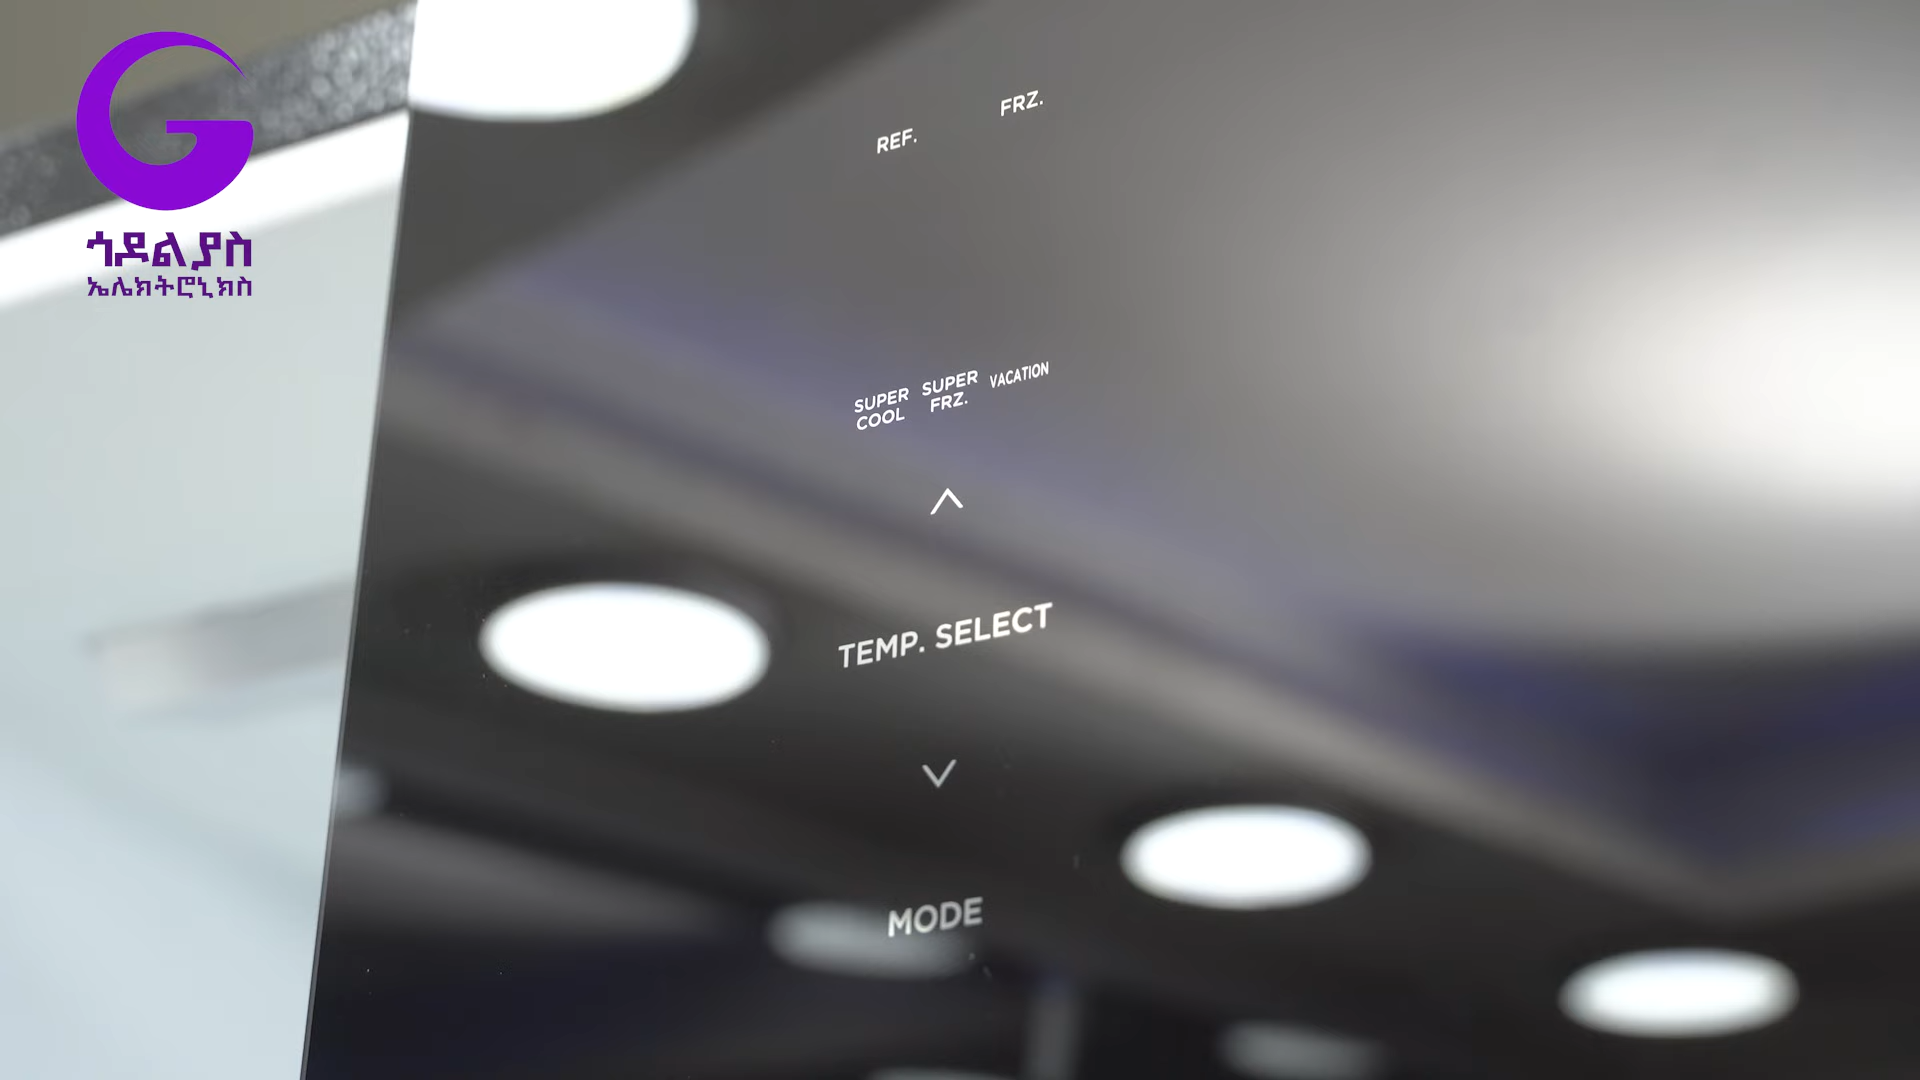 ጎዶልያስ
ኤሌክትሮኒክስ
REF.
FRZ.
SUPER COOL
SUPER FRZ.
VACATION
TEMP. SELECT
MODE